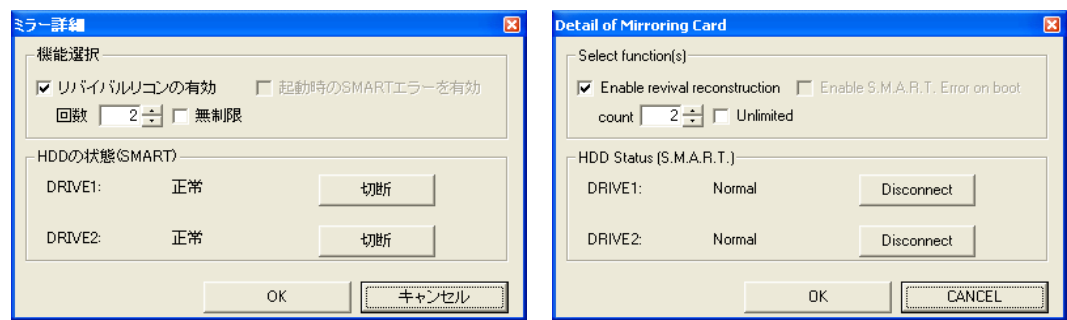 ミラー詳細
機能選択
リバイバルリコンの有効 起動時のSMARTエラーを有効
回数 2 無制限
HDDの状態(SMART)
DRIVE1: 正常 切断
DRIVE2: 正常 切断
OK キャンセル
Detail of Mirroring Card
Select function(s)
Enable revival reconstruction Enable S.M.A.R.T. Error on boot
count 2 Unlimited
HDD Status (S.M.A.R.T.)
DRIVE1: Normal Disconnect
DRIVE2: Normal Disconnect
OK CANCEL